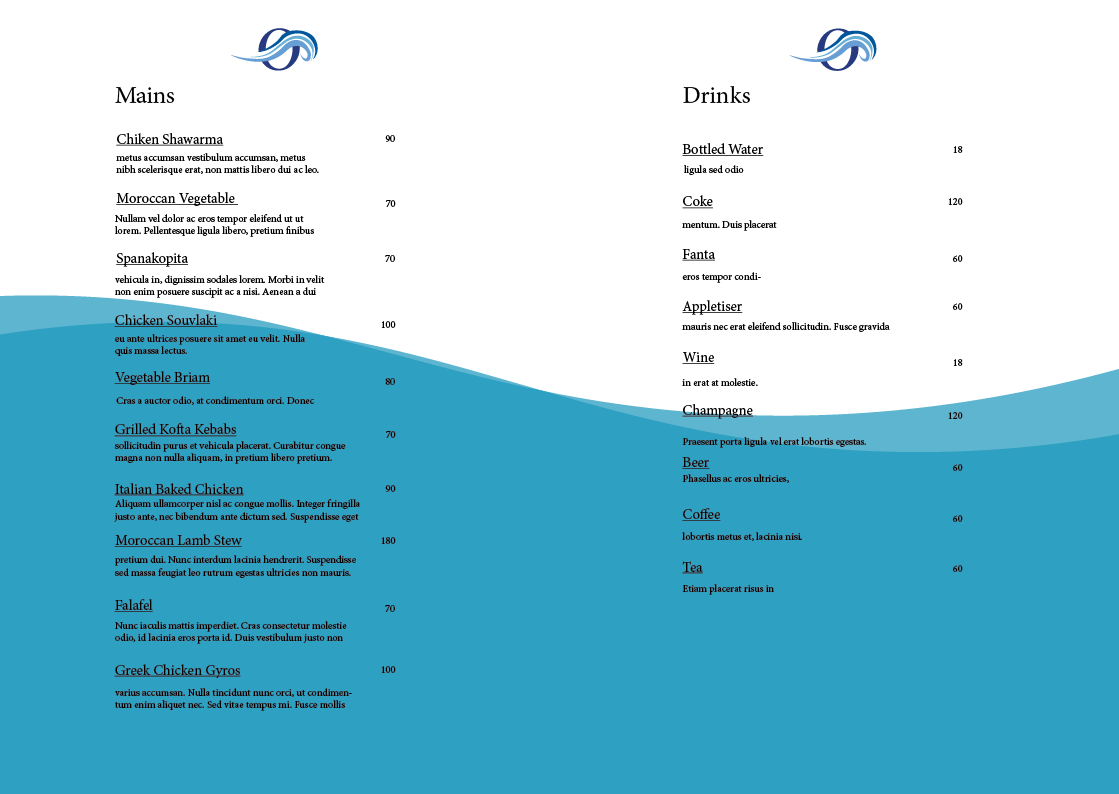 Mains
Chiken Shawarma 90
metus accumsan vestibulum accumsan, metus
nibh scelerisque erat, non mattis libero dui ac leo.
Moroccan Vegetable 70
Nullam vel dolor ac eros tempor eleifend ut ut
lorem. Pellentesque ligula libero, pretium finibus
Spanakopita 70
vehicula in, dignissim sodales lorem. Morbi in velit
non enim posuere suscipit ac a nisi. Aenean a dui
Chicken Souvlaki 100
eu ante ultrices posuere sit amet eu velit. Nulla
quis massa lectus.
Vegetable Briam 80
Cras a auctor odio, at condimentum orci. Donec
Grilled Kofta Kebabs 70
sollicitudin purus et vehicula placerat. Curabitur congue
magna non nulla aliquam, in pretium libero pretium.
Italian Baked Chicken 90
Aliquam ullamcorper nisl ac congue mollis. Integer fringilla
justo ante, nec bibendum ante dictum sed. Suspendisse eget
Moroccan Lamb Stew 180
pretium dui. Nunc interdum lacinia hendrerit. Suspendisse
sed massa feugiat leo rutrum egestas ultricies non mauris.
Falafel 70
Nunc iaculis mattis imperdiet. Cras consectetur molestie
odio, id lacinia eros porta id. Duis vestibulum justo non
Greek Chicken Gyros 100
varius accumsan. Nulla tincidunt nunc orci, ut condimen-
tum enim aliquet nec. Sed vitae tempus mi. Fusce mollis
Drinks
Bottled Water 18
ligula sed odio
Coke 120
mentum. Duis placerat
Fanta 60
eros tempor condi-
Appletiser 60
mauris nec erat eleifend sollicitudin. Fusce gravida
Wine 18
in erat at molestie.
Champagne 120
Praesent porta ligula vel erat lobortis egestas.
Beer 60
Phasellus ac eros ultricies,
Coffee 60
lobortis metus et, lacinia nisi.
Tea 60
Etiam placerat risus in